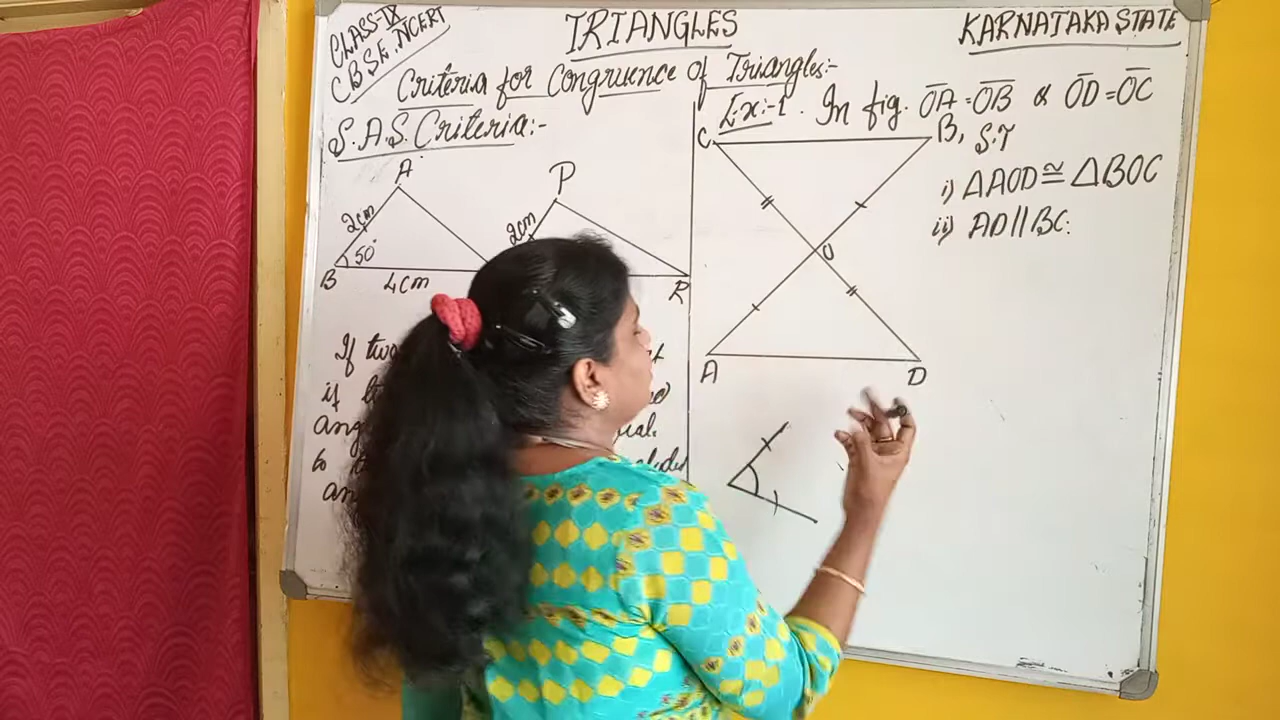 CLASS-IX
CBSE, NCERT
TRIANGLES
KARNATAKA STATE
Criteria for Congruence of Triangles:-
S.A.S. Criteria:-
A
P
2cm
2cm
50°
B
4cm
R
If two
if
ang
to
an
Ex:-1. In fig. OA = OB & OD = OC
S.T
i) ΔAOD ≅ ΔBOC
ii) AD//BC.
C
B,
O
A
D